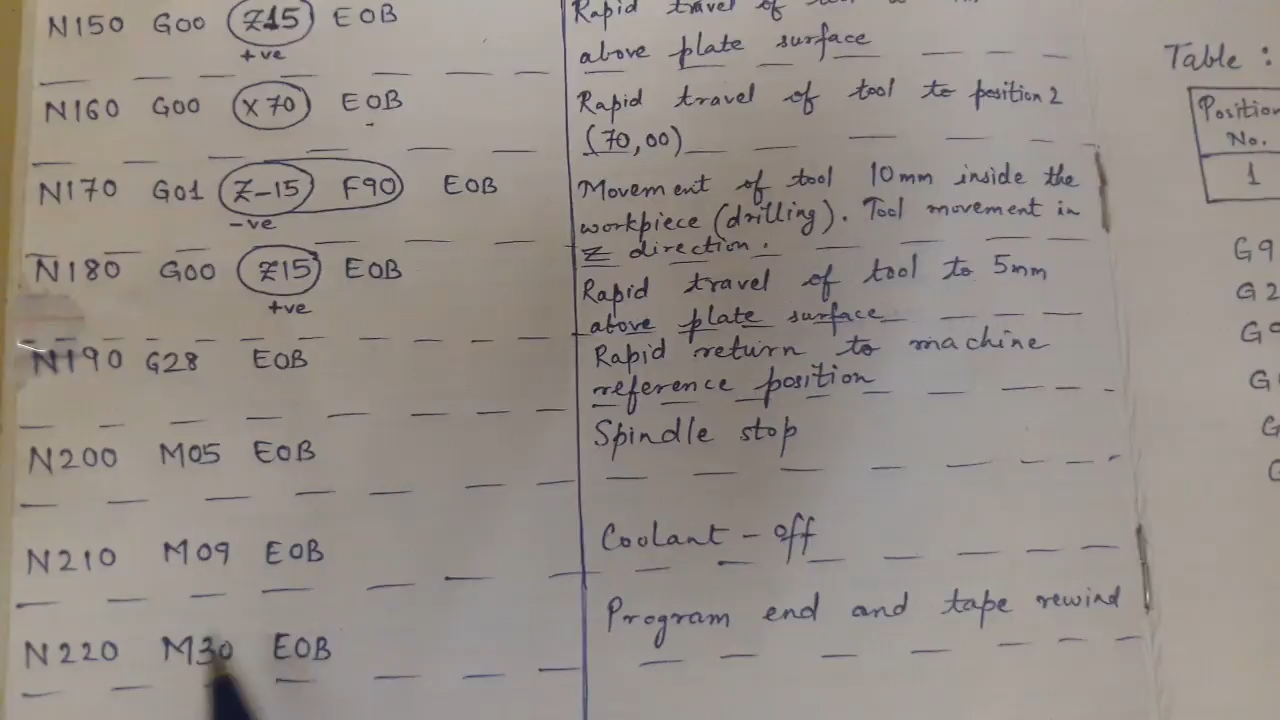 N150 G00 Z15 EOB
+ve
Rapid travel of tool
above plate surface
N160 G00 X70 EOB
Rapid travel of tool to position 2
(70,00)
N170 G01 Z-15 F90 EOB
-ve
Movement of tool 10mm inside the
workpiece (drilling). Tool movement in
Z direction.
N180 G00 Z15 EOB
+ve
Rapid travel of tool to 5mm
above plate surface
N190 G28 EOB
Rapid return to machine
reference position
N200 M05 EOB
Spindle stop
N210 M09 EOB
Coolant - off
N220 M30 EOB
Program end and tape rewind
Table :
Position
No.
1
G9
G2